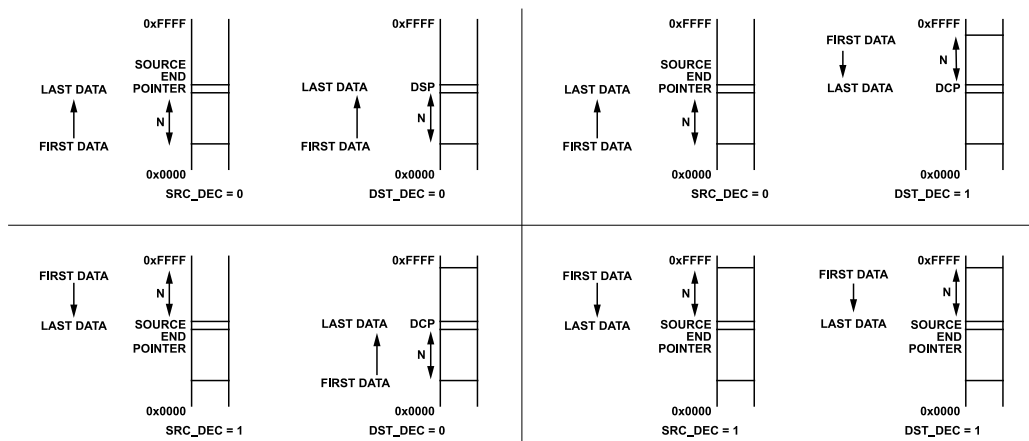 0xFFFF
SOURCE
END
POINTER
LAST DATA
N
FIRST DATA
0x0000
SRC_DEC = 0
0xFFFF
LAST DATA
DSP
N
FIRST DATA
0x0000
DST_DEC = 0
0xFFFF
SOURCE
END
POINTER
LAST DATA
N
FIRST DATA
0x0000
SRC_DEC = 0
0xFFFF
FIRST DATA
N
LAST DATA
DCP
0x0000
DST_DEC = 1
0xFFFF
FIRST DATA
N
LAST DATA
SOURCE
END
POINTER
0x0000
SRC_DEC = 1
0xFFFF
LAST DATA
DCP
N
FIRST DATA
0x0000
DST_DEC = 0
0xFFFF
FIRST DATA
N
LAST DATA
SOURCE
END
POINTER
0x0000
SRC_DEC = 1
0xFFFF
FIRST DATA
N
LAST DATA
SOURCE
END
POINTER
0x0000
DST_DEC = 1